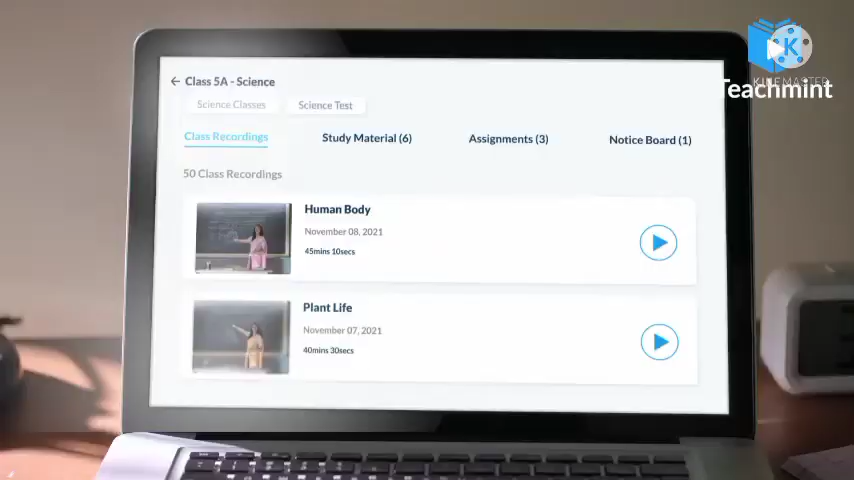 ← Class 5A - Science
Science Classes
Science Test
Class Recordings
Study Material (6)
Assignments (3)
Notice Board (1)
50 Class Recordings
Human Body
November 08, 2021
45mins 10secs
Plant Life
November 07, 2021
40mins 30secs
K
KINEMASTER
Teachmint